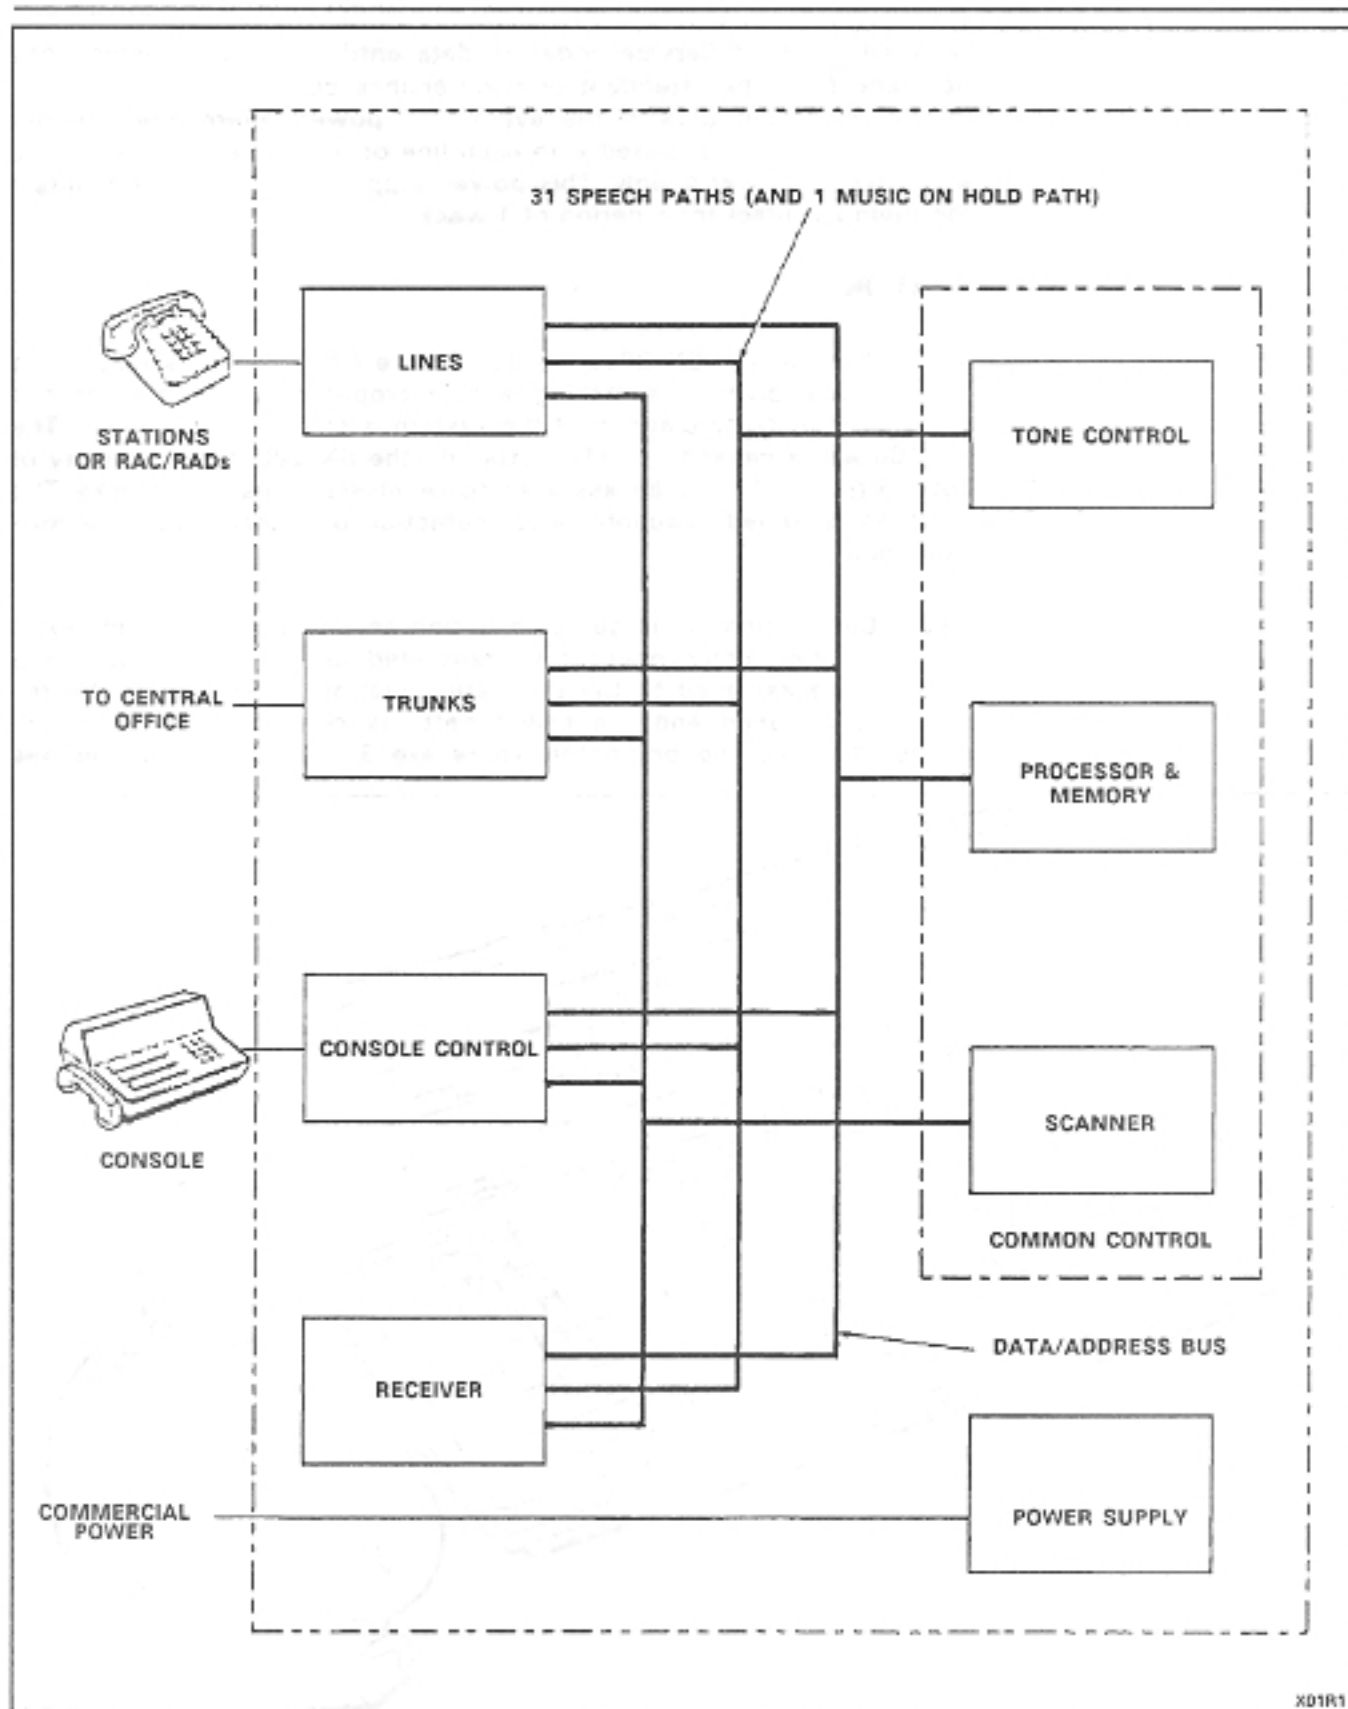 31 SPEECH PATHS (AND 1 MUSIC ON HOLD PATH)
LINES
STATIONS
OR RAC/RADs
TONE CONTROL
TO CENTRAL
OFFICE
TRUNKS
PROCESSOR &
MEMORY
CONSOLE CONTROL
CONSOLE
SCANNER
COMMON CONTROL
RECEIVER
DATA/ADDRESS BUS
COMMERCIAL
POWER
POWER SUPPLY
X01R1